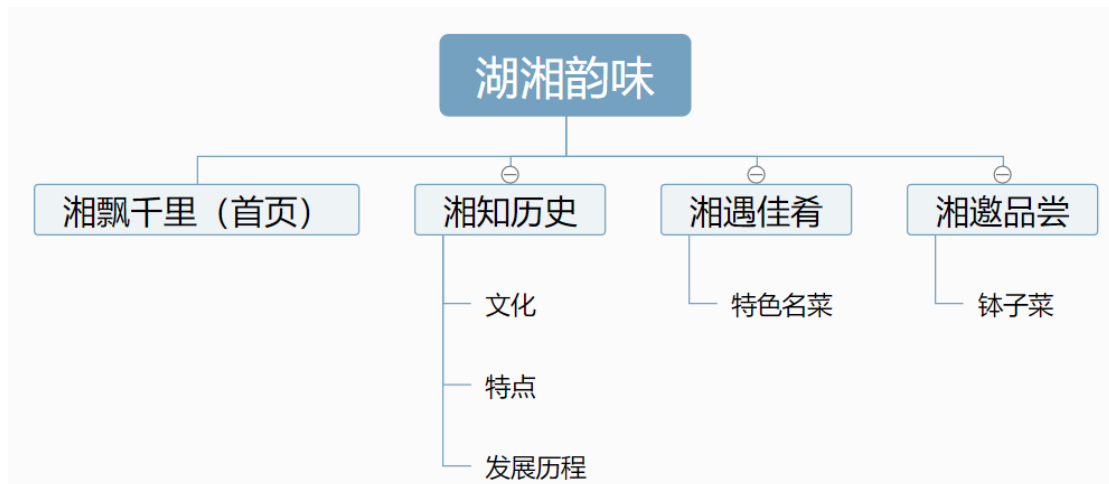 湖湘韵味
湘飘千里（首页）
湘知历史
湘遇佳肴
湘邀品尝
文化
特色名菜
钵子菜
特点
发展历程